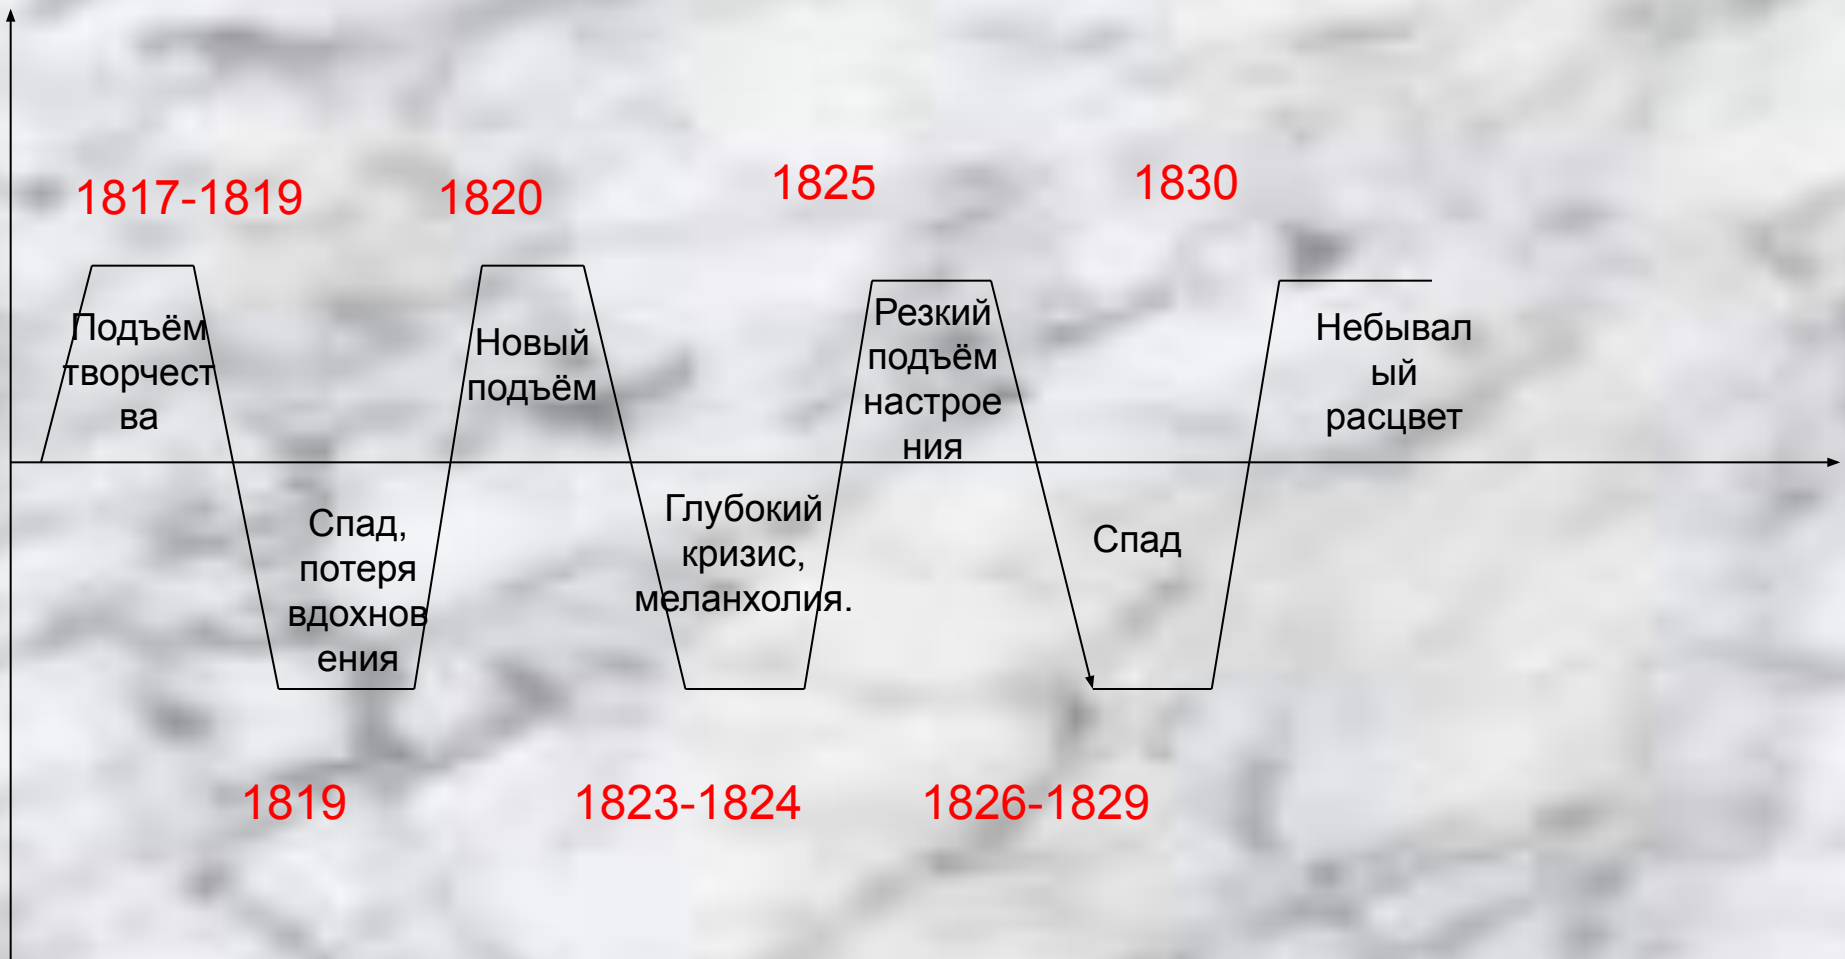 1817-1819
1820
1825
1830
Подъём
творчест
ва
Новый
подъём
Резкий
подъём
настрое
ния
Небывал
ый
расцвет
Спад,
потеря
вдохнов
ения
Глубокий
кризис,
меланхолия.
Спад
1819
1823-1824
1826-1829